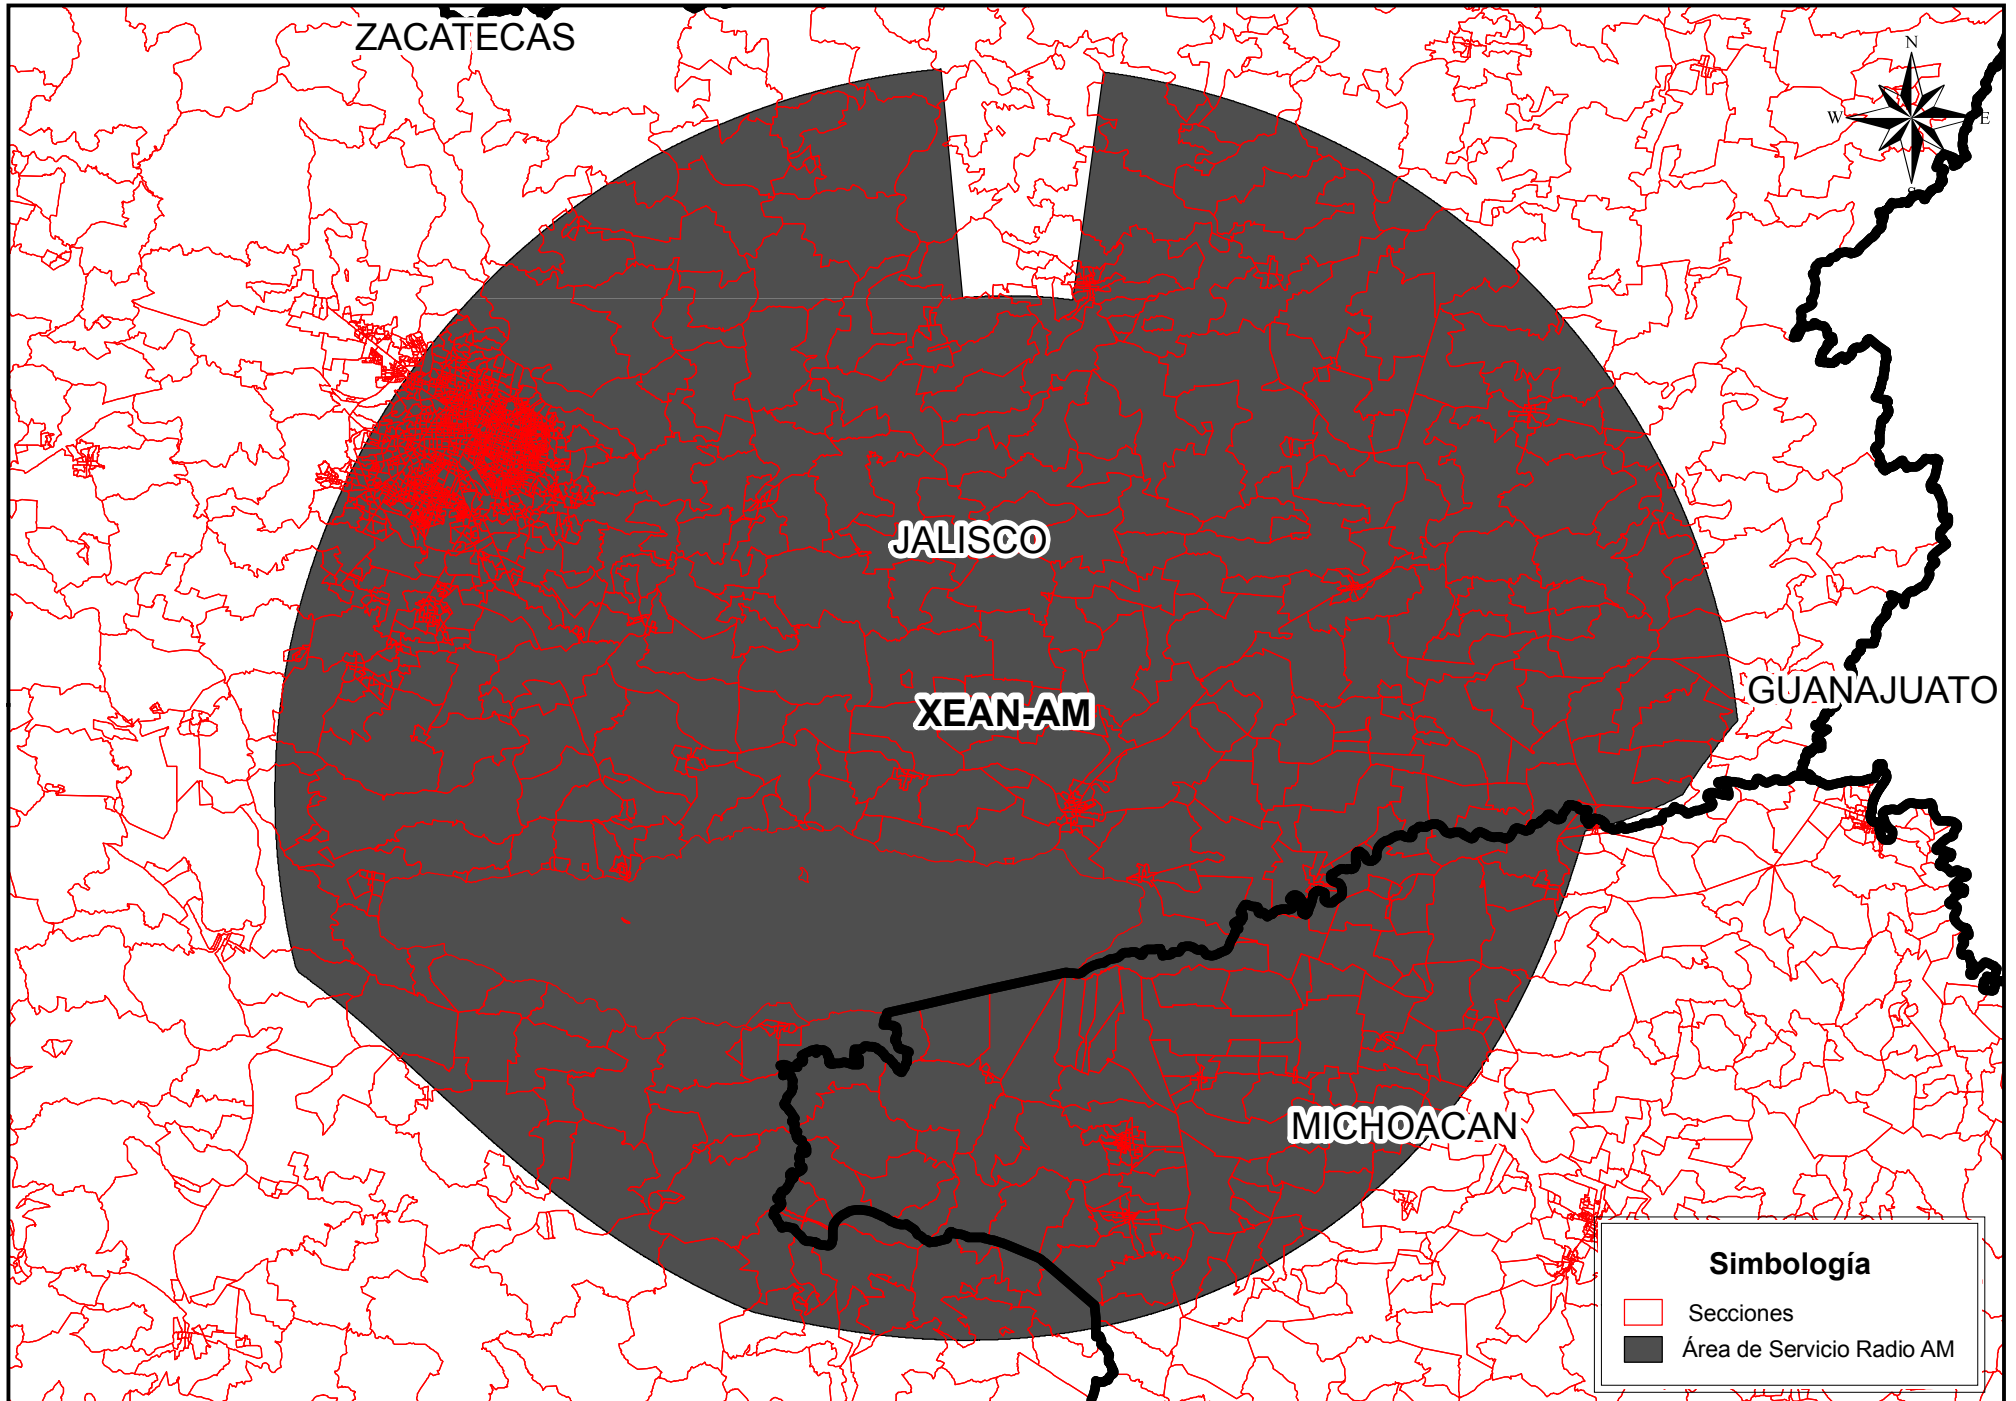 ZACATECAS
N
W
E
S
JALISCO
GUANAJUATO
XEAN-AM
MICHOACAN
Simbología
Secciones
Área de Servicio Radio AM